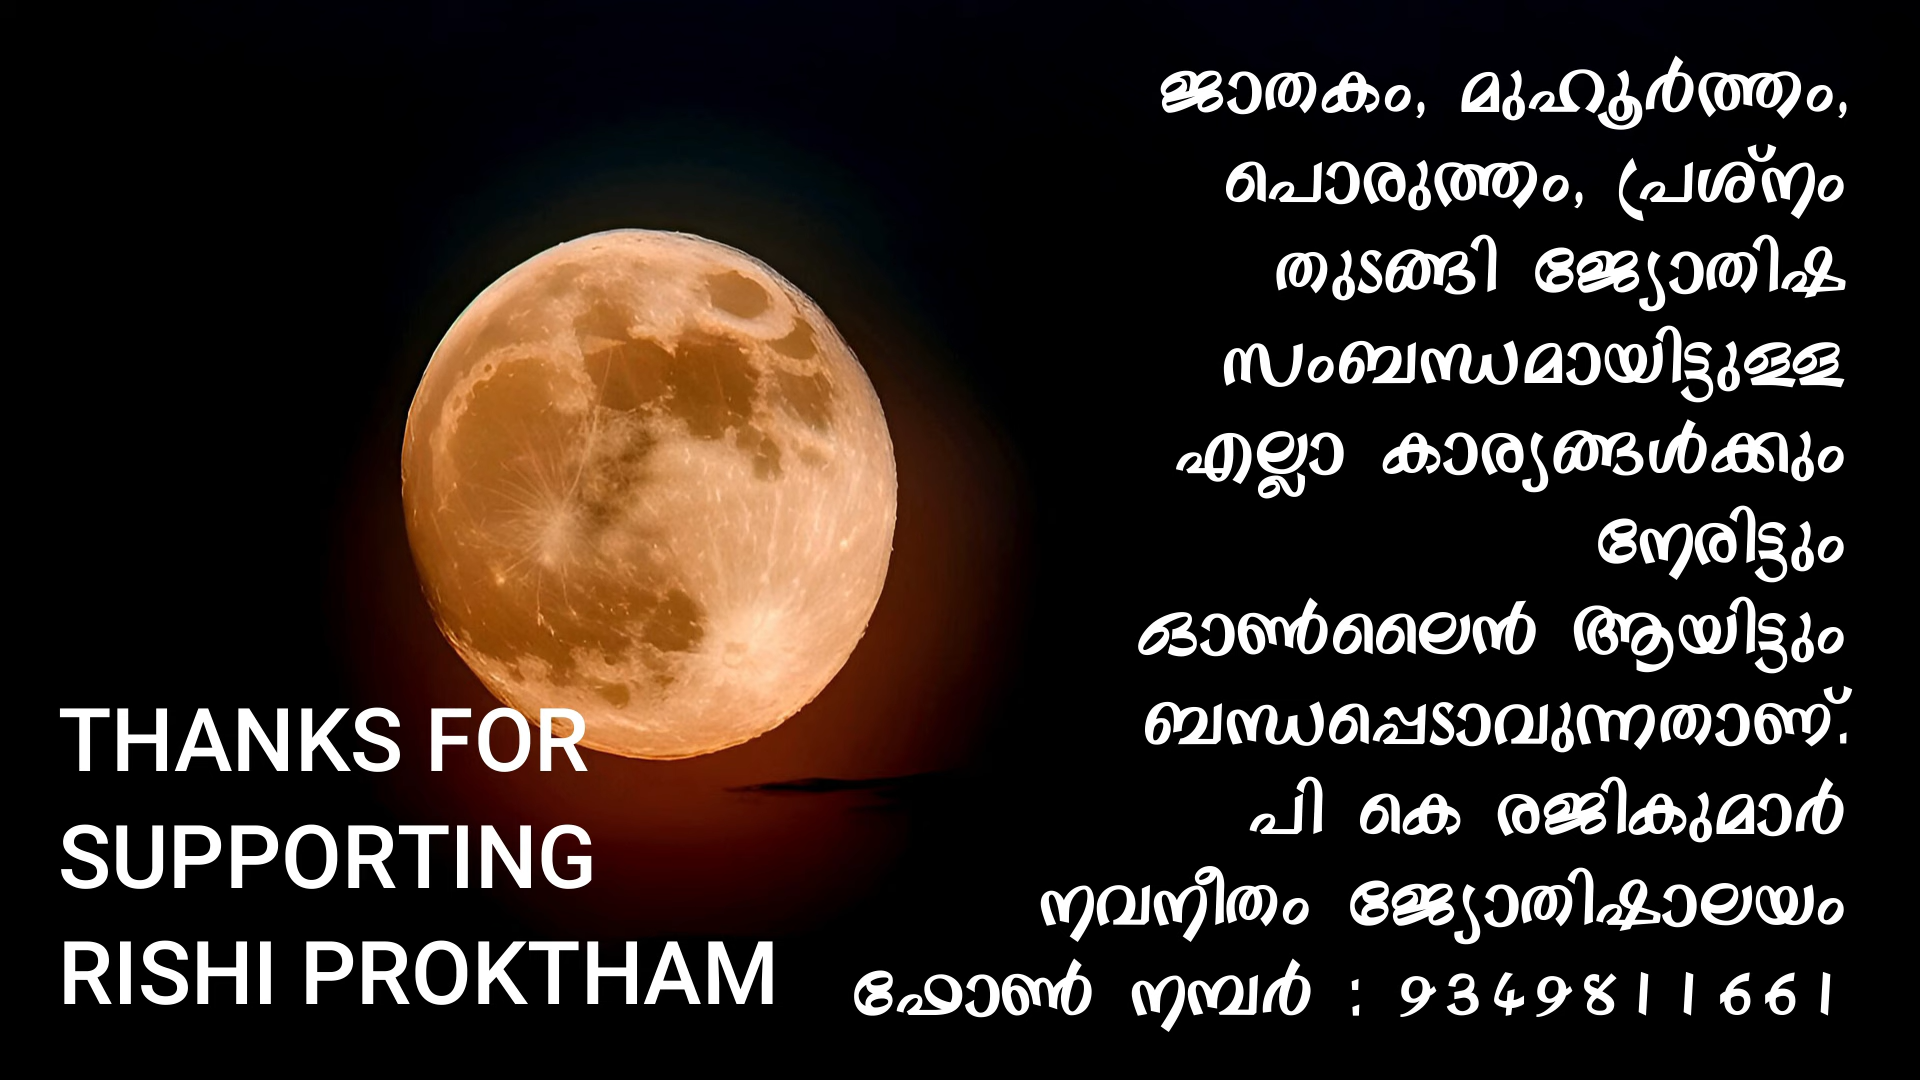 ജാതകം, മുഹൂർത്തം,
പൊരുത്തം, പ്രശ്നം
തുടങ്ങി ജ്യോതിഷ
സംബന്ധമായിട്ടുള്ള
എല്ലാ കാര്യങ്ങൾക്കും
നേരിട്ടും
ഓൺലൈൻ ആയിട്ടും
ബന്ധപ്പെടാവുന്നതാണ്.
പി കെ രജികുമാർ
നവനീതം ജ്യോതിഷാലയം
ഫോൺ നമ്പർ : 9349811661
THANKS FOR
SUPPORTING
RISHI PROKTHAM